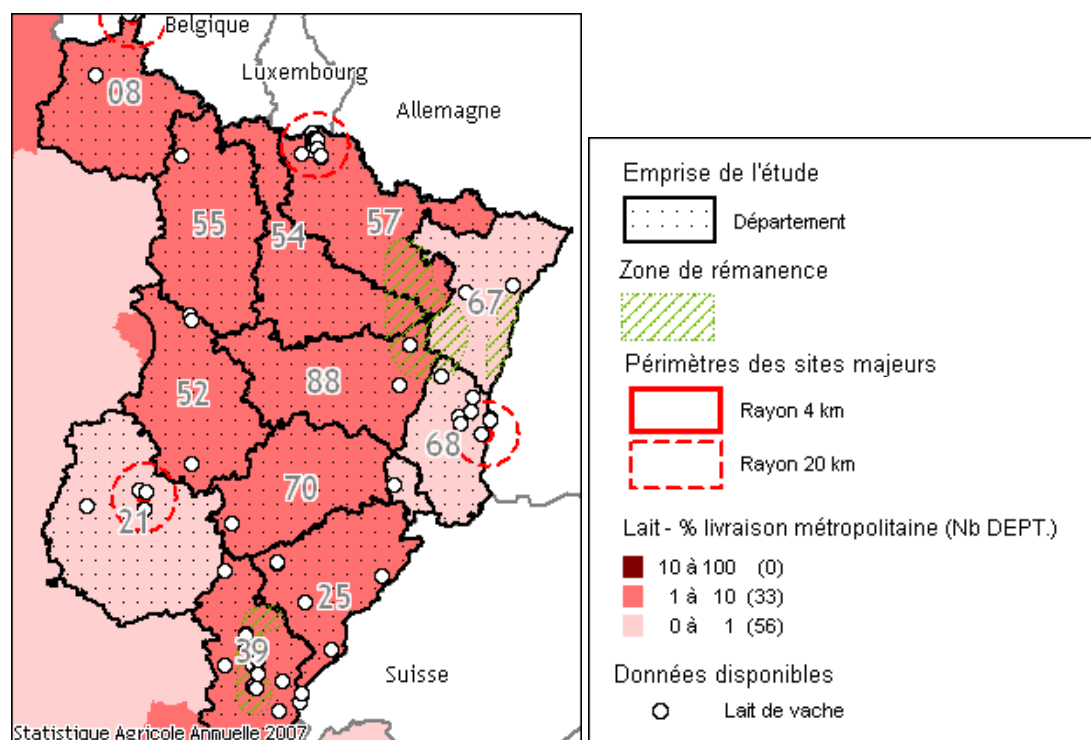 Belgique
Luxembourg
Allemagne
08
55
54
57
67
52
88
68
70
21
25
39
Suisse
Statistique Agricole Annuelle 2007
Emprise de l'étude
Département
Zone de rémanence
Périmètres des sites majeurs
Rayon 4 km
Rayon 20 km
Lait - % livraison métropolitaine (Nb DEPT.)
10 à 100 (0)
1 à 10 (33)
0 à 1 (56)
Données disponibles
Lait de vache